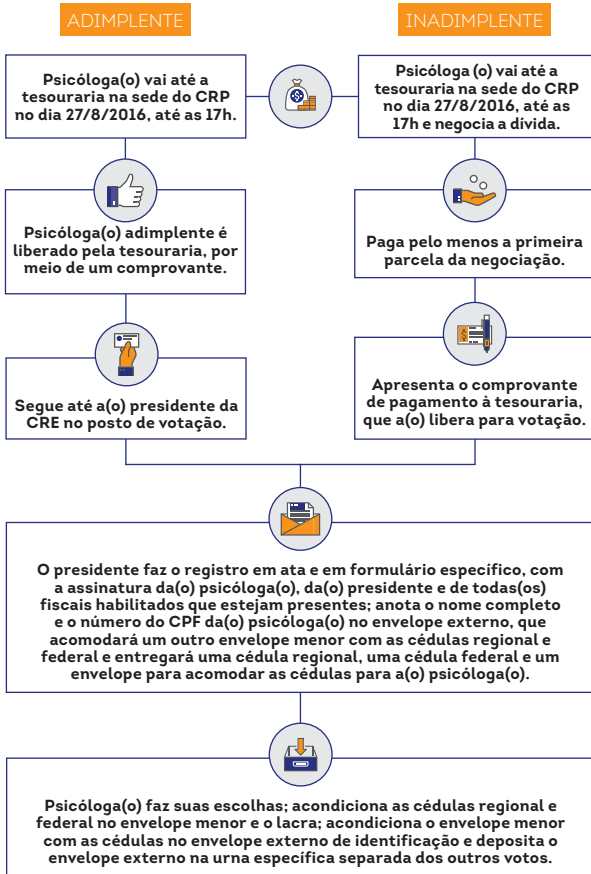 ADIMPLENTE
Psicóloga(o) vai até a
tesouraria na sede do CRP
no dia 27/8/2016, até as 17h.
Psicóloga(o) adimplente é
liberado pela tesouraria, por
meio de um comprovante.
Segue até a(o) presidente da
CRE no posto de votação.
INADIMPLENTE
Psicóloga (o) vai até a
tesouraria na sede do CRP
no dia 27/8/2016, até as
17h e negocia a dívida.
Paga pelo menos a primeira
parcela da negociação.
Apresenta o comprovante
de pagamento à tesouraria,
que a(o) libera para votação.
O presidente faz o registro em ata e em formulário específico, com
a assinatura da(o) psicóloga(o), da(o) presidente e de todas(os)
fiscais habilitados que estejam presentes; anota o nome completo
e o número do CPF da(o) psicóloga(o) no envelope externo, que
acomodará um outro envelope menor com as cédulas regional e
federal e entregará uma cédula regional, uma cédula federal e um
envelope para acomodar as cédulas para a(o) psicóloga(o).
Psicóloga(o) faz suas escolhas; acondiciona as cédulas regional e
federal no envelope menor e o lacra; acondiciona o envelope menor
com as cédulas no envelope externo de identificação e deposita o
envelope externo na urna específica separada dos outros votos.